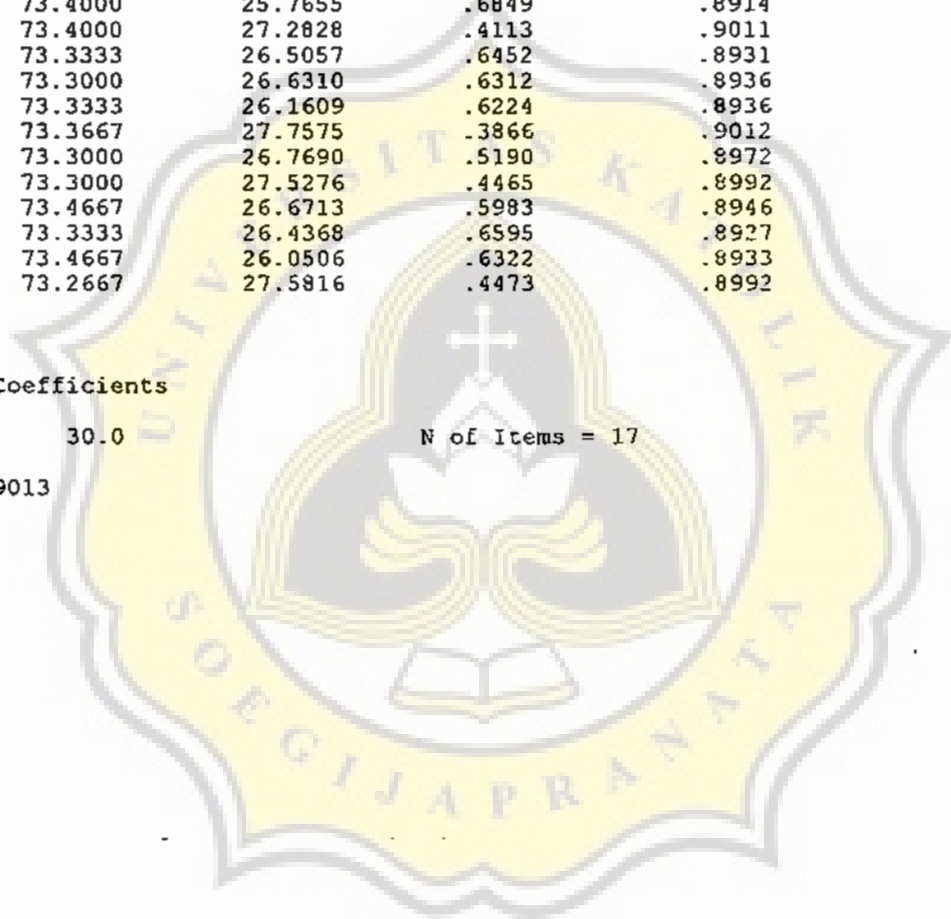 73.4000 25.7655 .6849 .8914
73.4000 27.2828 .4113 .9011
73.3333 26.5057 .6452 .8931
73.3000 26.6310 .6312 .8936
73.3333 26.1609 .6224 .8936
73.3667 27.7575 .3866 .9012
73.3000 26.7690 .5190 .8972
73.3000 27.5276 .4465 .8992
73.4667 26.6713 .5983 .8946
73.3333 26.4368 .6595 .8927
73.4667 26.0506 .6322 .8933
73.2667 27.5816 .4473 .8992
Coefficients
30.0 N of Items = 17
9013
UNIVERSITAS KATOLIK
SOEGIJAPRANATA